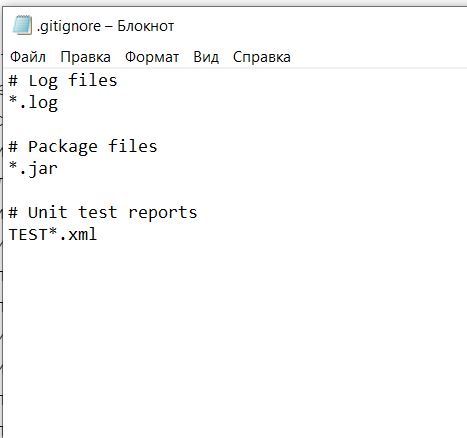 .gitignore – Блокнот
Файл Правка Формат Вид Справка
# Log files
*.log
# Package files
*.jar
# Unit test reports
TEST*.xml